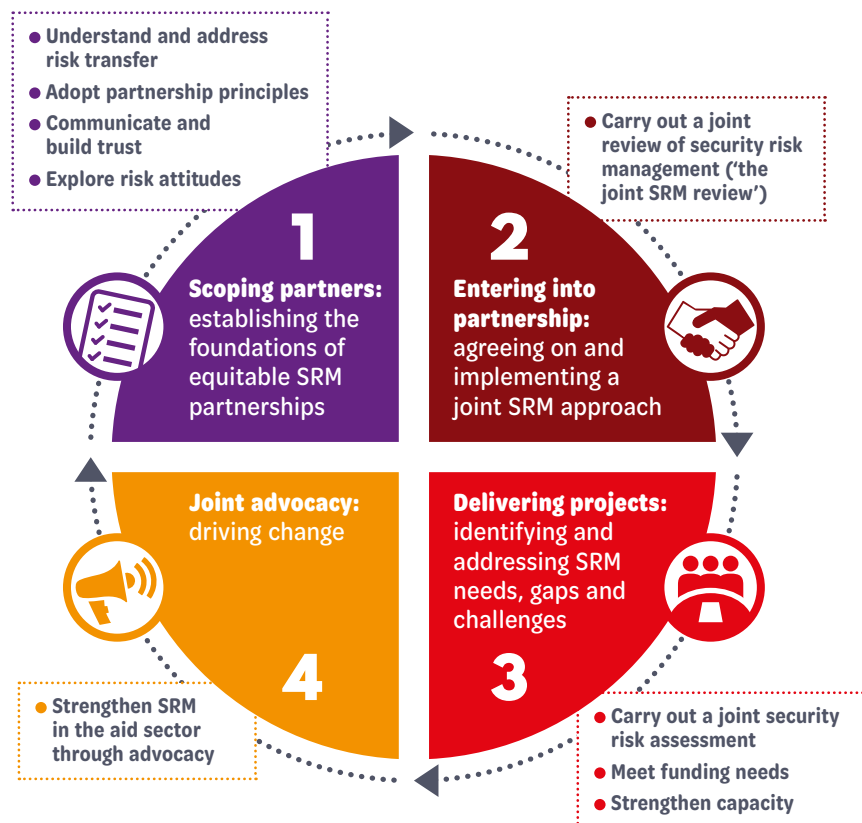 ● Understand and address
risk transfer
● Adopt partnership principles
● Communicate and
build trust
● Explore risk attitudes
● Carry out a joint
review of security risk
management (‘the
joint SRM review’)
1
Scoping partners:
establishing the
foundations of
equitable SRM
partnerships
2
Entering into
partnership:
agreeing on and
implementing a
joint SRM approach
Delivering projects:
identifying and
addressing SRM
needs, gaps and
challenges
3
● Carry out a joint security
risk assessment
● Meet funding needs
● Strengthen capacity
Joint advocacy:
driving change
4
● Strengthen SRM
in the aid sector
through advocacy